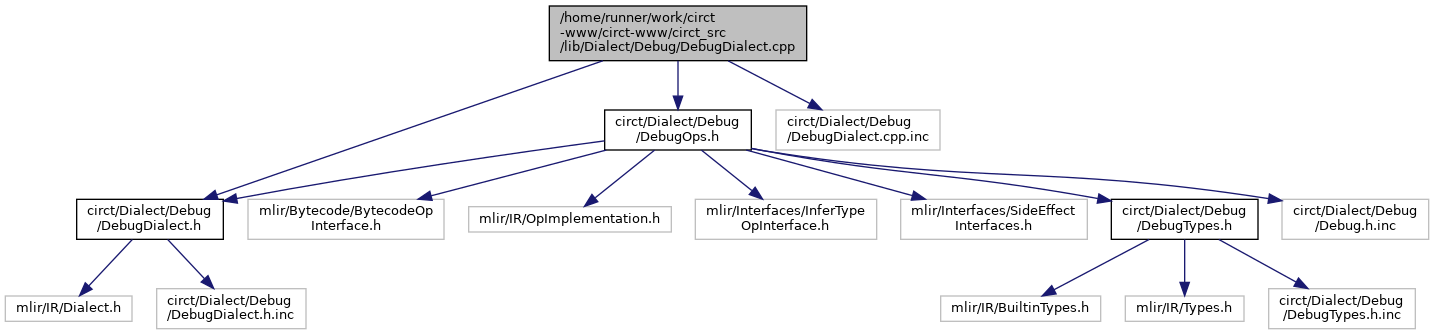 /home/runner/work/circt
-www/circt-www/circt_src
/lib/Dialect/Debug/DebugDialect.cpp
circt/Dialect/Debug
/DebugOps.h
circt/Dialect/Debug
/DebugDialect.cpp.inc
circt/Dialect/Debug
/DebugDialect.h
mlir/Bytecode/BytecodeOp
Interface.h
mlir/IR/OpImplementation.h
mlir/Interfaces/InferType
OpInterface.h
mlir/Interfaces/SideEffect
Interfaces.h
circt/Dialect/Debug
/DebugTypes.h
circt/Dialect/Debug
/Debug.h.inc
mlir/IR/Dialect.h
circt/Dialect/Debug
/DebugDialect.h.inc
mlir/IR/BuiltinTypes.h
mlir/IR/Types.h
circt/Dialect/Debug
/DebugTypes.h.inc